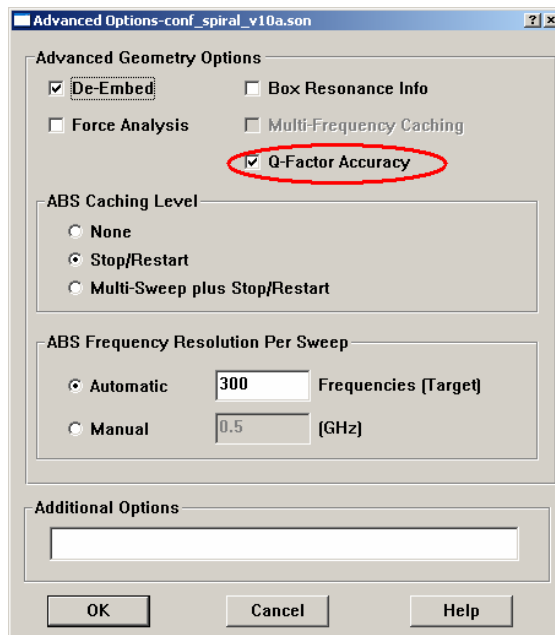 Advanced Options-conf_spiral_v10a.son
Advanced Geometry Options
De-Embed
Box Resonance Info
Force Analysis
Multi-Frequency Caching
Q-Factor Accuracy
ABS Caching Level
None
Stop/Restart
Multi-Sweep plus Stop/Restart
ABS Frequency Resolution Per Sweep
Automatic 300 Frequencies (Target)
Manual 0.5 (GHz)
Additional Options
OK Cancel Help